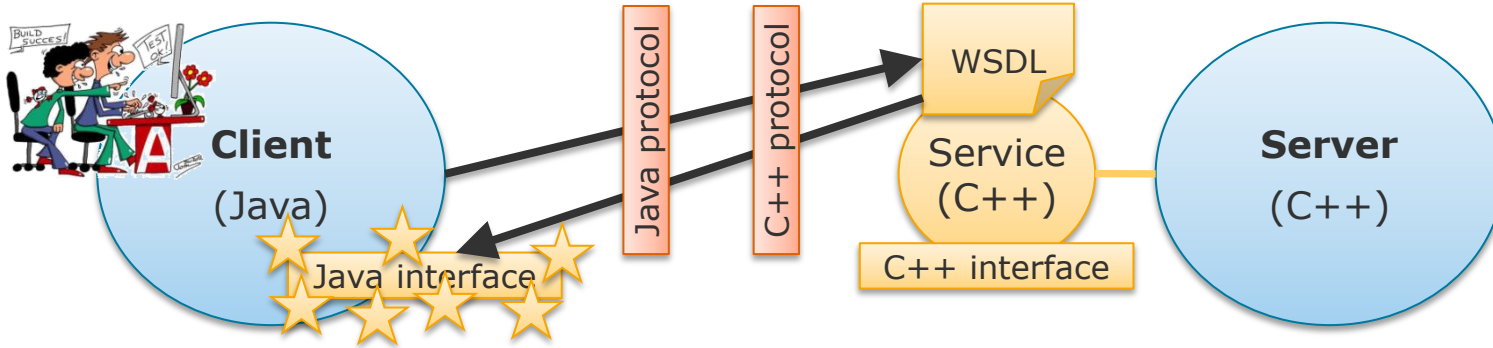 BUILD
SUCCES!
TEST
OK!
Client
(Java)
Java interface
Java protocol
C++ protocol
WSDL
Service
(C++)
C++ interface
Server
(C++)
A